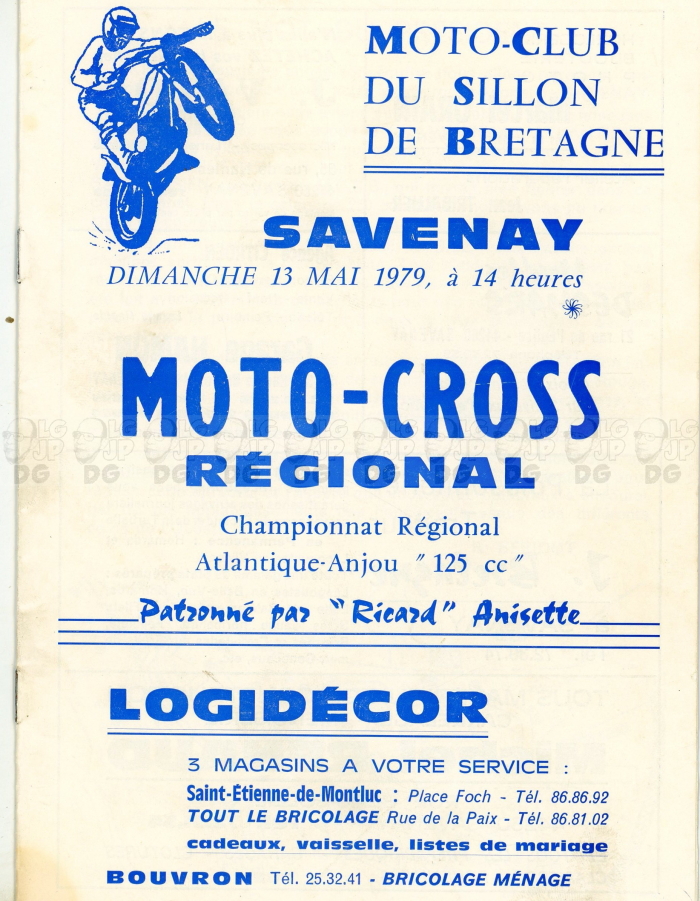 MOTO-CLUB
DU SILLON
DE BRETAGNE
SAVENAY
DIMANCHE 13 MAI 1979, à 14 heures
MOTO-CROSS
RÉGIONAL
Championnat Régional
Atlantique-Anjou "125 cc"
Patronné par "Ricard" Anisette
LOGIDÉCOR
3 MAGASINS A VOTRE SERVICE :
Saint-Étienne-de-Montluc : Place Foch - Tél. 86.86.92
TOUT LE BRICOLAGE Rue de la Paix - Tél. 86.81.02
cadeaux, vaisselle, listes de mariage
BOUVRON Tél. 25.32.41 - BRICOLAGE MÉNAGE